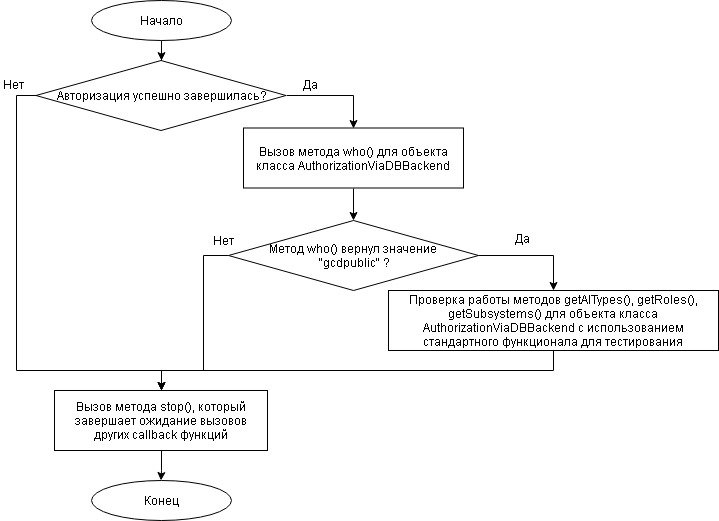 Начало
Нет
Авторизация успешно завершилась?
Да
Вызов метода who() для объекта
класса AuthorizationViaDBBackend
Нет
Метод who() вернул значение
"gcdpublic" ?
Да
Проверка работы методов getAITypes(), getRoles(),
getSubsystems() для объекта класса
AuthorizationViaDBBackend с использованием
стандартного функционала для тестирования
Вызов метода stop(), который
завершает ожидание вызовов
других callback функций
Конец